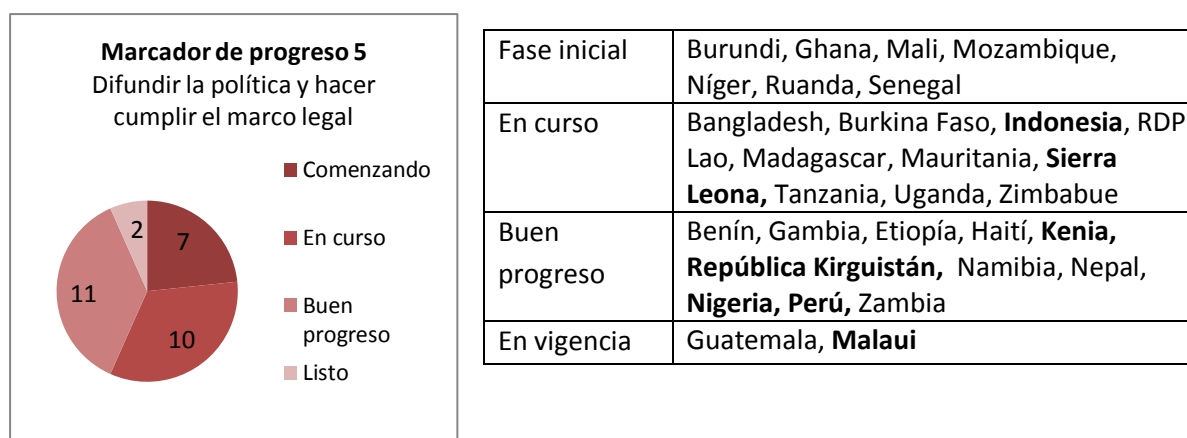 Marcador de progreso 5
Difundir la política y hacer
cumplir el marco legal
Comenzando
En curso
Buen
progreso
Listo
2
7
11
10
Fase inicial
Burundi, Ghana, Mali, Mozambique,
Níger, Ruanda, Senegal
En curso
Bangladesh, Burkina Faso, Indonesia, RDP
Lao, Madagascar, Mauritania, Sierra
Leona, Tanzania, Uganda, Zimbabue
Buen
progreso
Benín, Gambia, Etiopía, Haití, Kenia,
República Kirguistán, Namibia, Nepal,
Nigeria, Perú, Zambia
En vigencia
Guatemala, Malaui